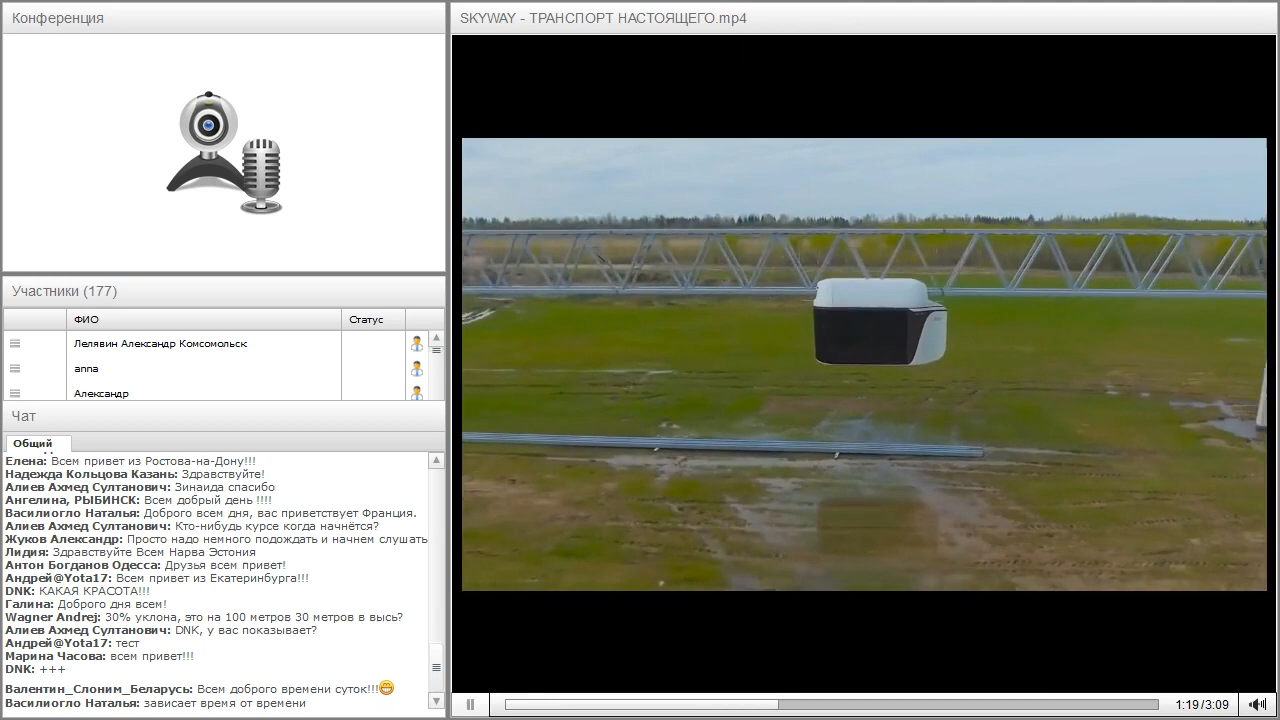 Конференция
SKYWAY - ТРАНСПОРТ НАСТОЯЩЕГО.mp4
Участники (177)
ФИО Статус
Лелявин Александр Комсомольск
anna
Александр
Чат
Общий
Елена: Всем привет из Ростова-на-Дону!!!
Надежда Кольцова Казань: Здравствуйте!
Алиев Ахмед Султанович: Зинаида спасибо
Ангелина, РЫБИНСК: Всем добрый день !!!!
Василиогло Наталья: Доброго всем дня, вас приветствует Франция.
Алиев Ахмед Султанович: Кто-нибудь курсе когда начнётся?
Жуков Александр: Просто надо немного подождать и начнем слушать
Лидия: Здравствуйте Всем Нарва Эстония
Антон Богданов Одесса: Друзья всем привет!
Андрей@Yota17: Всем привет из Екатеринбурга!!!
DNK: КАКАЯ КРАСОТА!!!
Галина: Доброго дня всем!
Wagner Andrej: 30% уклона, это на 100 метров 30 метров в высь?
Алиев Ахмед Султанович: DNK, у вас показывает?
Андрей@Yota17: тест
Марина Часова: всем привет!!!
DNK: +++
Валентин_Слоним_Беларусь: Всем доброго времени суток!!!
Василиогло Наталья: зависает время от времени
1:19/3:09